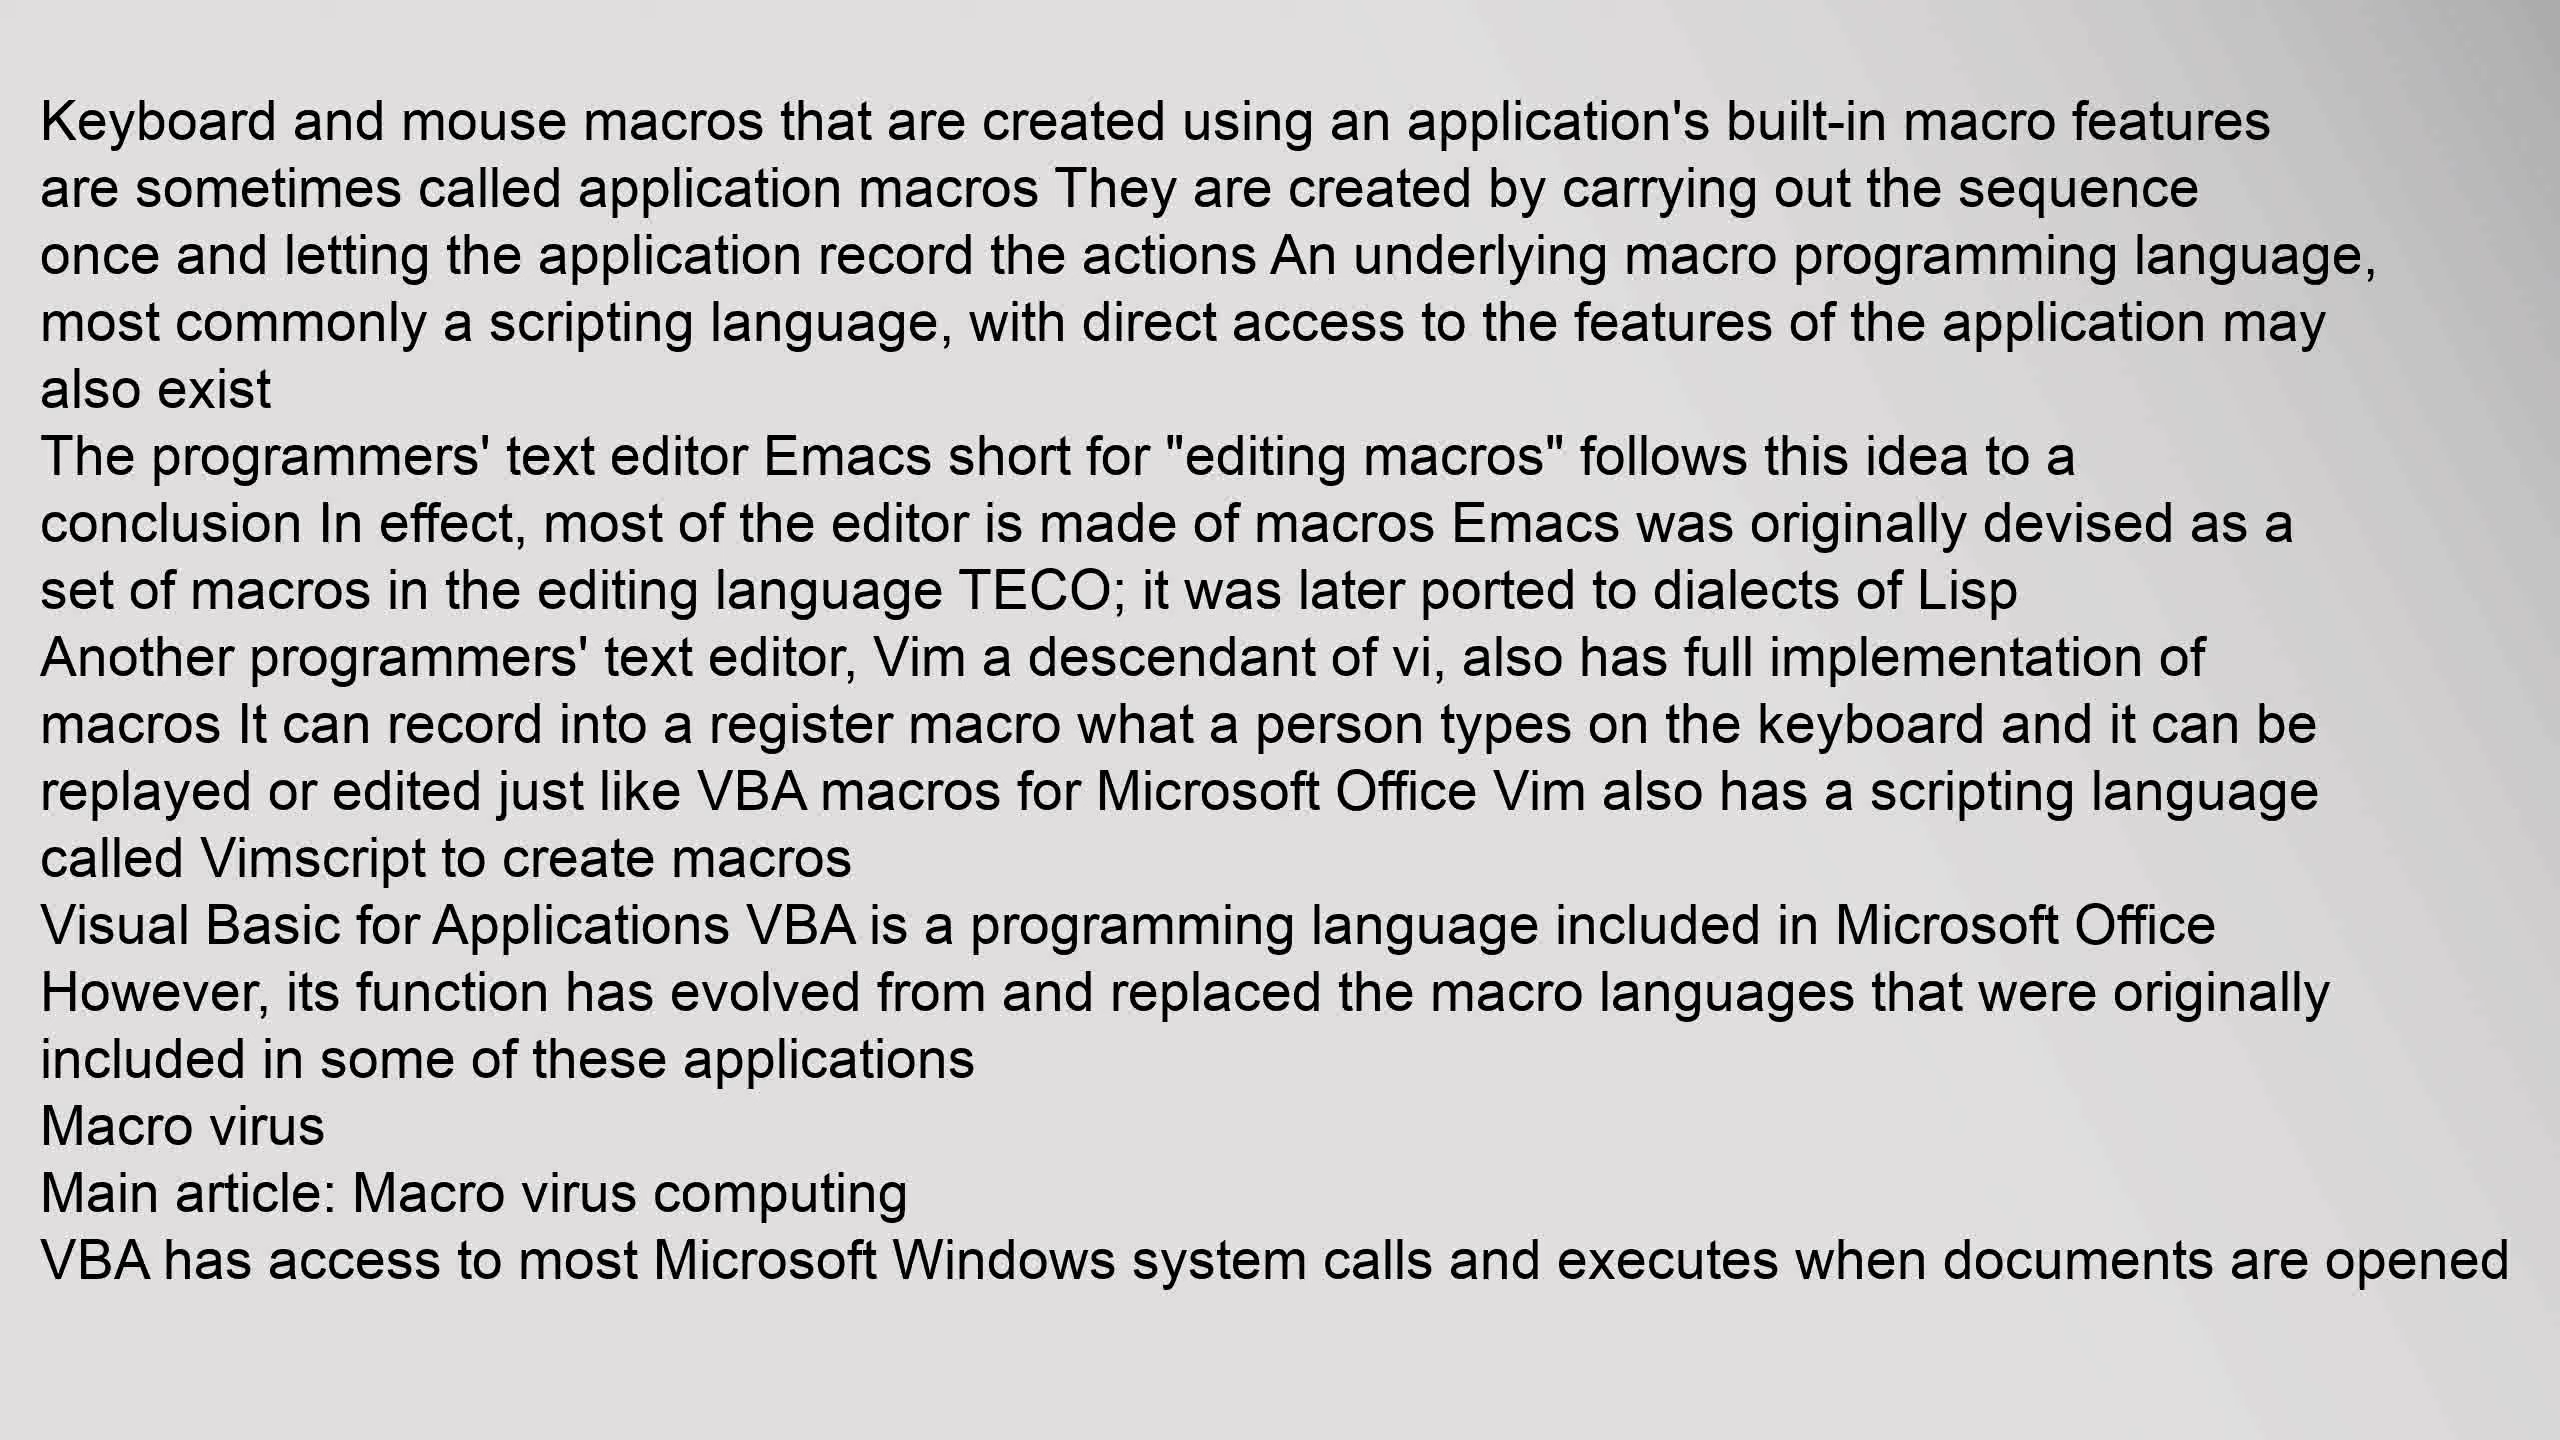 Keyboard and mouse macros that are created using an application's built-in macro features
are sometimes called application macros They are created by carrying out the sequence
once and letting the application record the actions An underlying macro programming language,
most commonly a scripting language, with direct access to the features of the application may
also exist
The programmers' text editor Emacs short for "editing macros" follows this idea to a
conclusion In effect, most of the editor is made of macros Emacs was originally devised as a
set of macros in the editing language TECO; it was later ported to dialects of Lisp
Another programmers' text editor, Vim a descendant of vi, also has full implementation of
macros It can record into a register macro what a person types on the keyboard and it can be
replayed or edited just like VBA macros for Microsoft Office Vim also has a scripting language
called Vimscript to create macros
Visual Basic for Applications VBA is a programming language included in Microsoft Office
However, its function has evolved from and replaced the macro languages that were originally
included in some of these applications
Macro virus
Main article: Macro virus computing
VBA has access to most Microsoft Windows system calls and executes when documents are opened